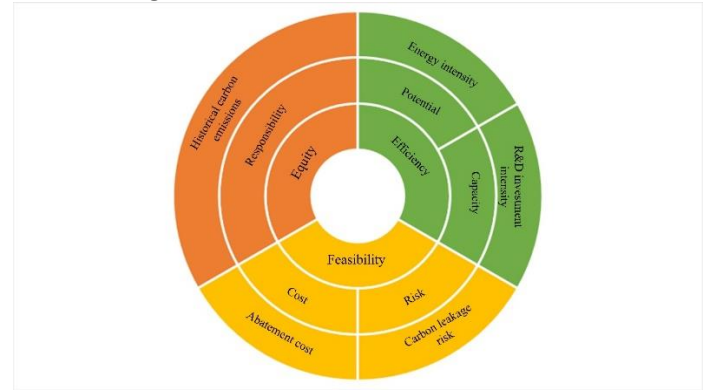 Energy intensity
Potential
Efficiency
Capacity
R&D investment
intensity
Historical carbon
emissions
Responsibility
Equity
Feasibility
Cost
Risk
Abatement cost
Carbon leakage
risk